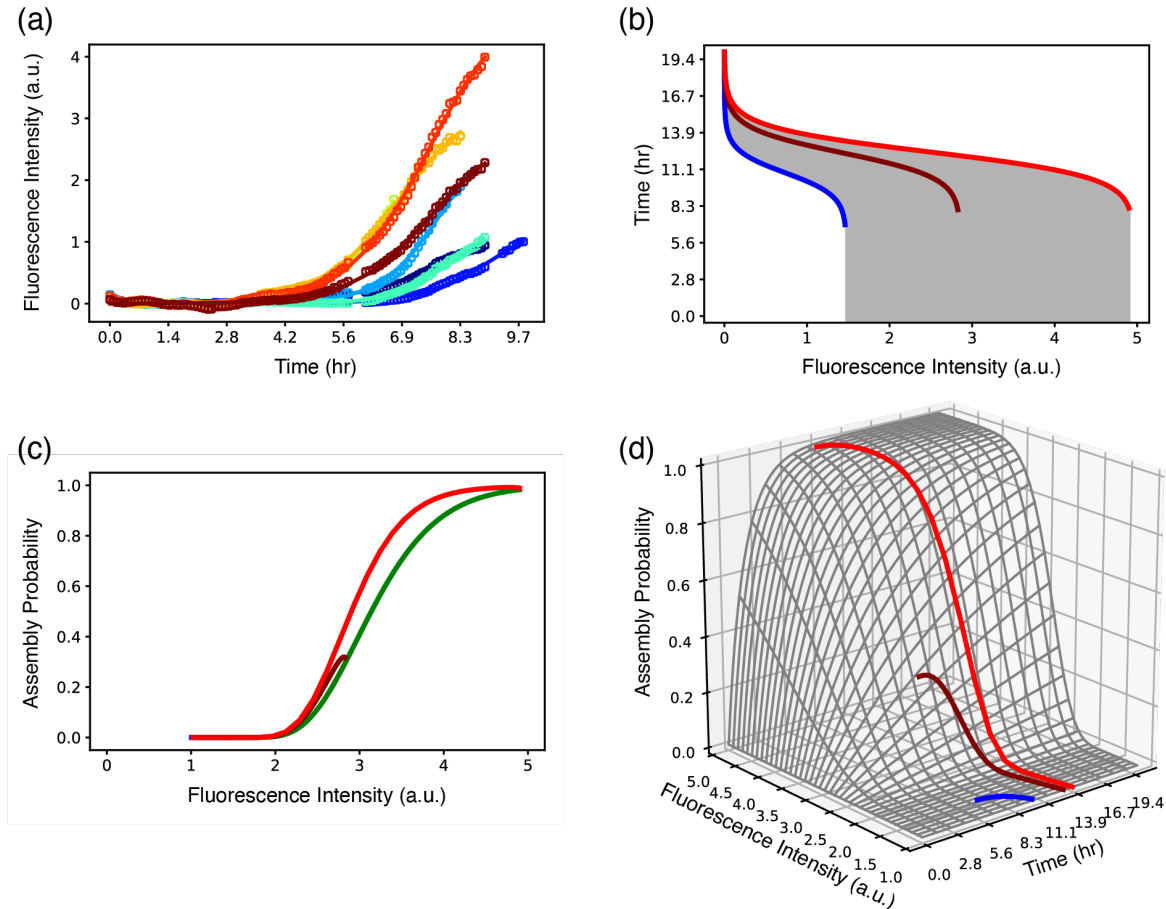 (a)
Fluorescence Intensity (a.u.)
4
3
2
1
0
0.0 1.4 2.8 4.2 5.6 6.9 8.3 9.7
Time (hr)
(b)
Time (hr)
19.4
16.7
13.9
11.1
8.3
5.6
2.8
0.0
0 1 2 3 4 5
Fluorescence Intensity (a.u.)
(c)
Assembly Probability
1.0
0.8
0.6
0.4
0.2
0.0
0 1 2 3 4 5
Fluorescence Intensity (a.u.)
(d)
Assembly Probability
1.0
0.8
0.6
0.4
0.2
0.0
5.0 4.5 4.0 3.5 3.0 2.5 2.0 1.5 1.0
Fluorescence Intensity (a.u.)
0.0 2.8 5.6 8.3 11.1 13.9 16.7 19.4
Time (hr)